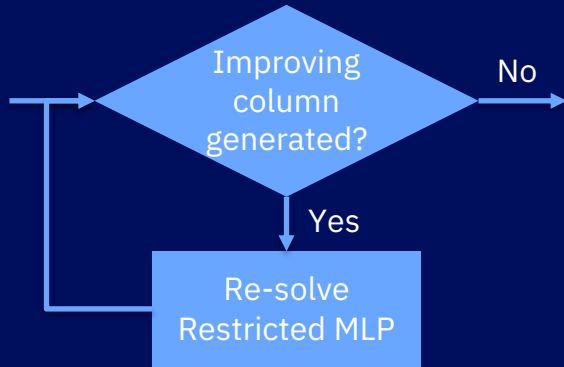 Improving
column
generated?
No
Yes
Re-solve
Restricted MLP